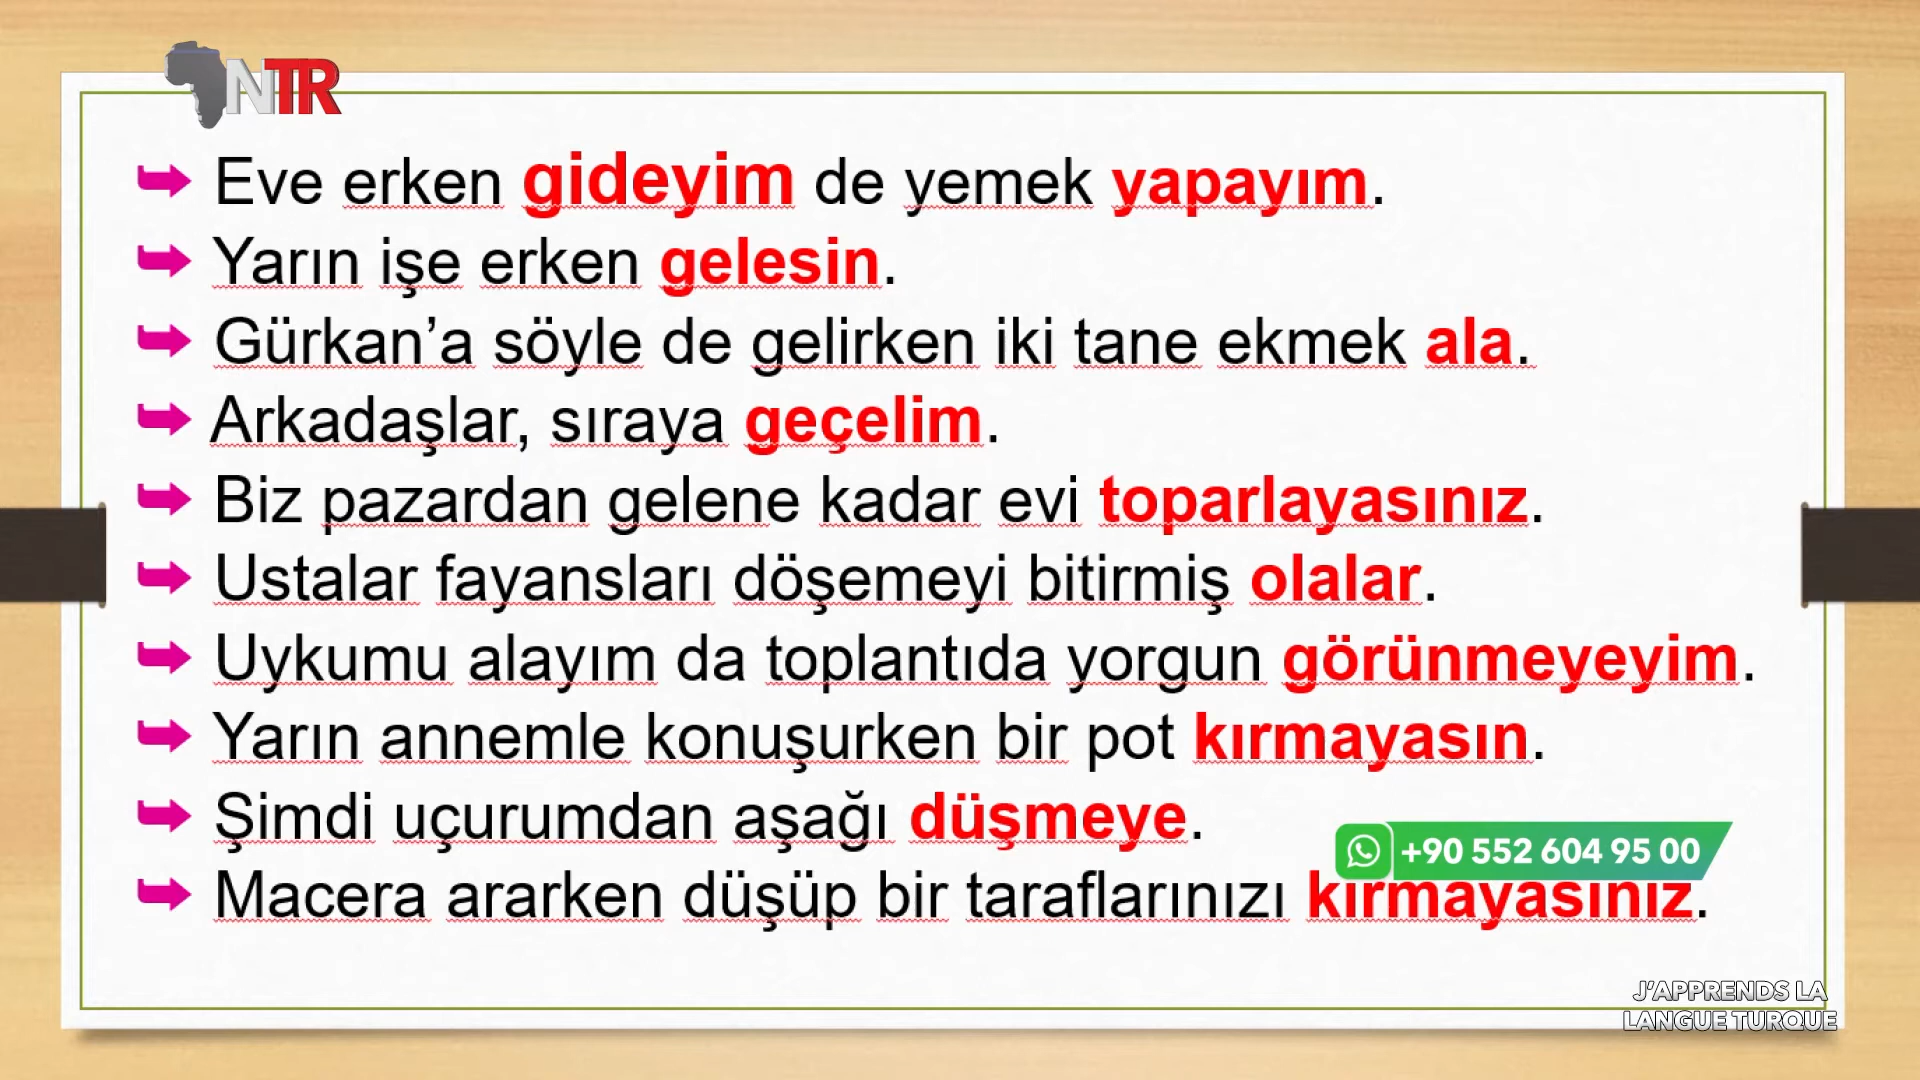 NTR
Eve erken gideyim de yemek yapayım.
Yarın işe erken gelesin.
Gürkan’a söyle de gelirken iki tane ekmek ala.
Arkadaşlar, sıraya geçelim.
Biz pazardan gelene kadar evi toparlayasınız.
Ustalar fayansları döşemeyi bitirmiş olalar.
Uykumu alayım da toplantıda yorgun görünmeyeyim.
Yarın annemle konuşurken bir pot kırmayasın.
Şimdi uçurumdan aşağı düşmeye.
+90 552 604 95 00
Macera ararken düşüp bir taraflarınızı kırmayasınız.
J'APPRENDS LA
LANGUE TURQUE